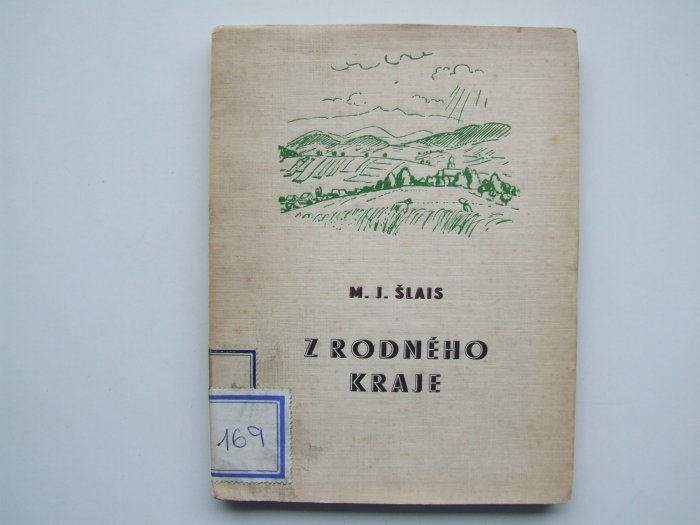 M. J. ŠLAIS
Z RODNÉHO
KRAJE
169